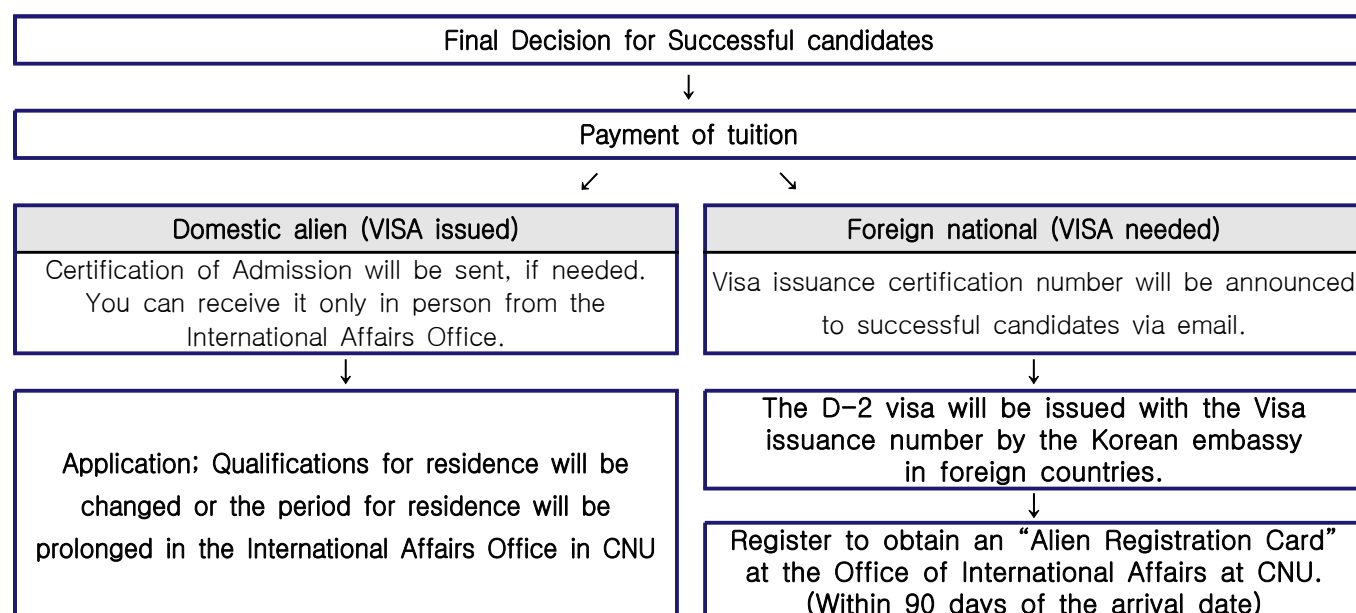 Final Decision for Successful candidates
↓
Payment of tuition
↙ ↘
Domestic alien (VISA issued)
Certification of Admission will be sent, if needed.
You can receive it only in person from the
International Affairs Office.
↓
Application; Qualifications for residence will be
changed or the period for residence will be
prolonged in the International Affairs Office in CNU
Foreign national (VISA needed)
Visa issuance certification number will be announced
to successful candidates via email.
↓
The D-2 visa will be issued with the Visa
issuance number by the Korean embassy
in foreign countries.
↓
Register to obtain an “Alien Registration Card”
at the Office of International Affairs at CNU.
(Within 90 days of the arrival date)